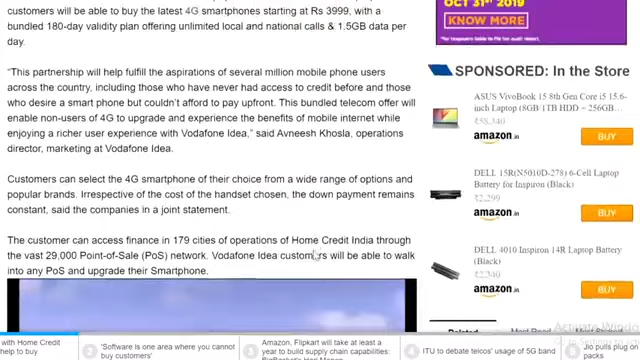 customers will be able to buy the latest 4G smartphones starting at Rs 3999, with a
bundled 180-day validity plan offering unlimited local and national calls & 1.5GB data per
day.
"This partnership will help fulfill the aspirations of several million mobile phone users
across the country, including those who have never had access to credit before and those
who desire a smart phone but couldn't afford to pay upfront. This bundled telecom offer will
enable non-users of 4G to upgrade and experience the benefits of mobile internet while
enjoying a richer user experience with Vodafone Idea," said Avneesh Khosla, operations
director, marketing at Vodafone Idea.
Customers can select the 4G smartphone of their choice from a wide range of options and
popular brands. Irrespective of the cost of the handset chosen, the down payment remains
constant, said the companies in a joint statement.
The customer can access finance in 179 cities of operations of Home Credit India through
the vast 29,000 Point-of-Sale (PoS) network. Vodafone Idea customers will be able to walk
into any PoS and upgrade their Smartphone.
OCT 31st 2019
KNOW MORE
SPONSORED: In the Store
ASUS VivoBook 15 8th Gen Core i5 15.6-
inch Laptop (8GB/1TB HDD + 256GB...
₹58,340
amazon.in
BUY
DELL 15R(N5010D-278) 6-Cell Laptop
Battery for Inspiron (Black)
₹2,299
amazon.in
BUY
DELL 4010 Inspiron 14R Laptop Battery
(Black)
amazon.in
BUY
Activate Windo
Related
Most Read
with Home Credit
help to buy
2
'Software is one area where you cannot
buy customers'
3
Amazon, Flipkart will take at least a
year to build supply chain capabilities:
4
ITU to debate telcos' usage of 5G band
5
Jio pulls plug on
packs